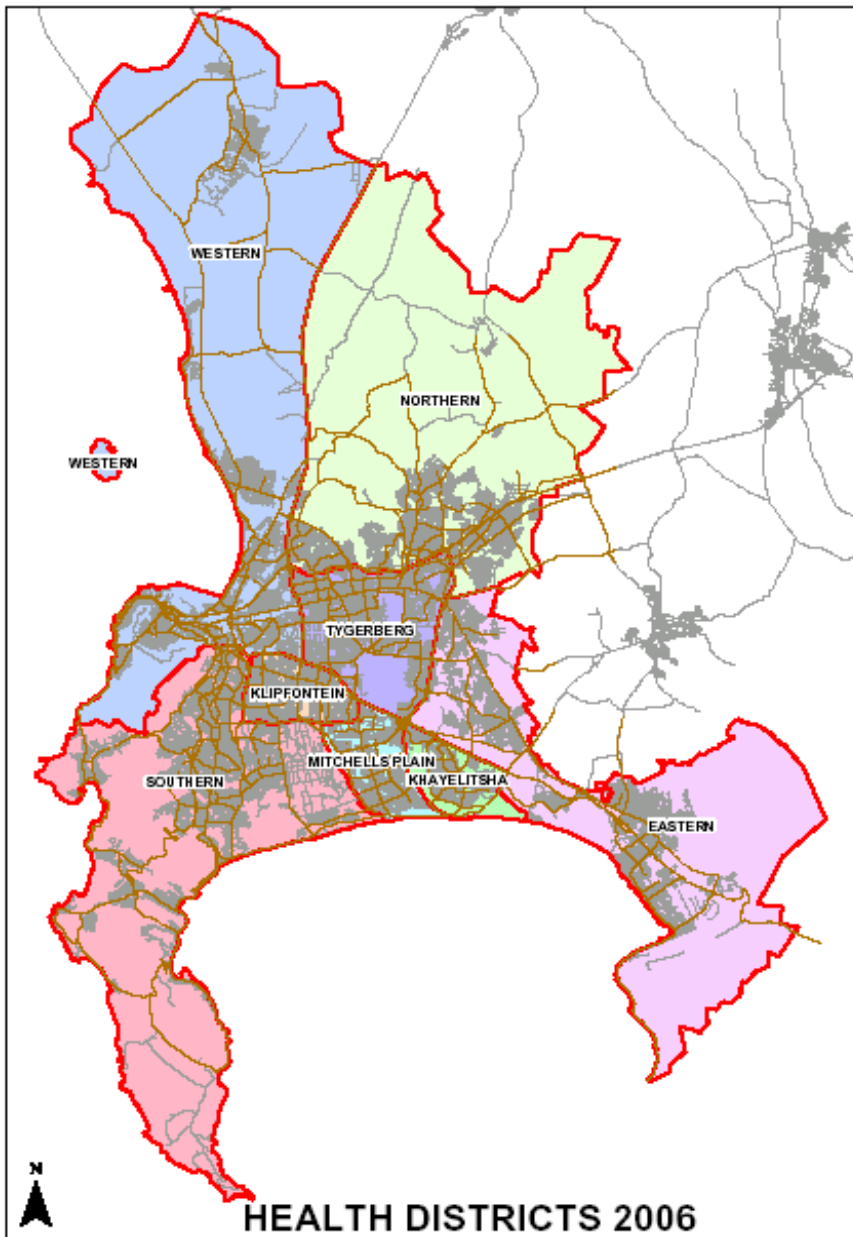 WESTERN
NORTHERN
WESTERN
TYGERBERG
KLIPFONTEIN
MITCHELLS PLAIN
KHAYELITSHA
SOUTHERN
EASTERN
N
HEALTH DISTRICTS 2006